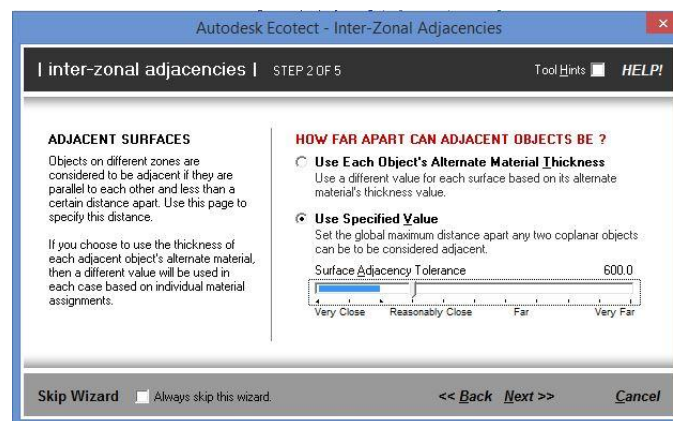 Autodesk Ecotect - Inter-Zonal Adjacencies
| inter-zonal adjacencies | STEP 2 OF 5 Tool Hints HELP!
ADJACENT SURFACES
Objects on different zones are
considered to be adjacent if they are
parallel to each other and less than a
certain distance apart. Use this page to
specify this distance.
If you choose to use the thickness of
each adjacent object's alternate material,
then a different value will be used in
each case based on individual material
assignments.
HOW FAR APART CAN ADJACENT OBJECTS BE ?
Use Each Object's Alternate Material Thickness
Use a different value for each surface based on its alternate
material's thickness value.
Use Specified Value
Set the global maximum distance apart any two coplanar objects
can be to be considered adjacent.
Surface Adjacency Tolerance 600.0
Very Close Reasonably Close Far Very Far
Skip Wizard Always skip this wizard. << Back Next >> Cancel